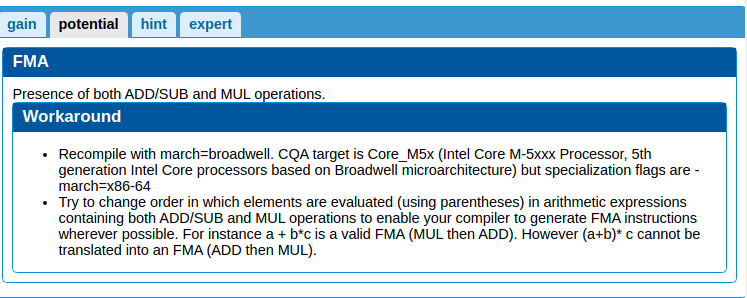 gain potential hint expert
FMA
Presence of both ADD/SUB and MUL operations.
Workaround
• Recompile with march=broadwell. CQA target is Core_M5x (Intel Core M-5xxx Processor, 5th
generation Intel Core processors based on Broadwell microarchitecture) but specialization flags are -
march=x86-64
• Try to change order in which elements are evaluated (using parentheses) in arithmetic expressions
containing both ADD/SUB and MUL operations to enable your compiler to generate FMA instructions
wherever possible. For instance a + b*c is a valid FMA (MUL then ADD). However (a+b)* c cannot be
translated into an FMA (ADD then MUL).